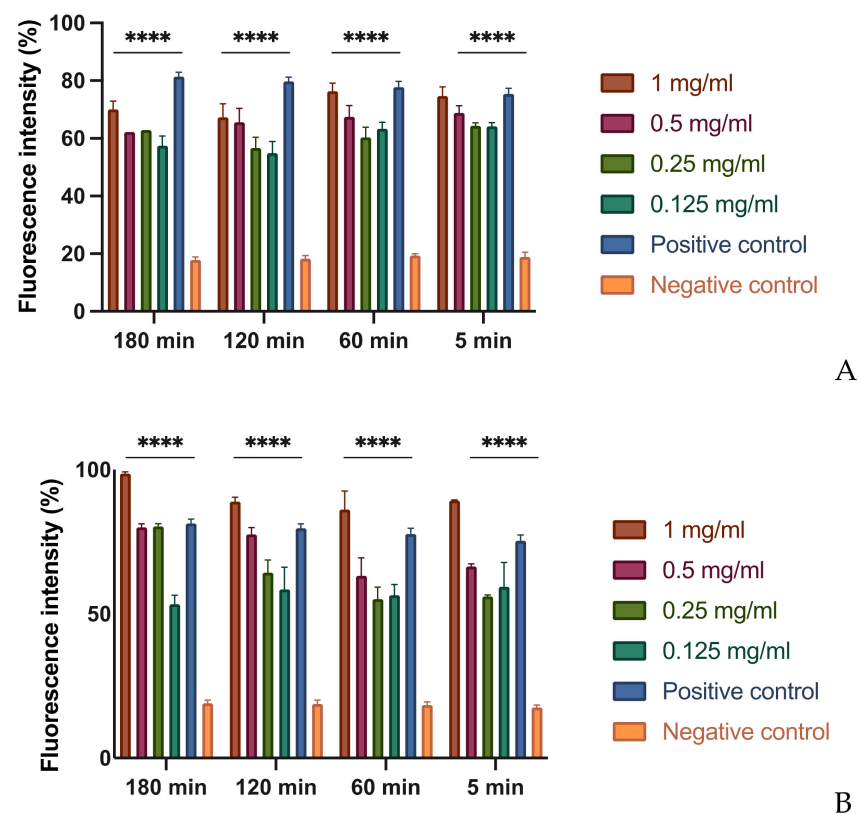 Fluorescence intensity (%)
100
80
60
40
20
0
**** **** **** ****
180 min 120 min 60 min 5 min
1 mg/ml
0.5 mg/ml
0.25 mg/ml
0.125 mg/ml
Positive control
Negative control
A
Fluorescence intensity (%)
100
50
0
**** **** **** ****
180 min 120 min 60 min 5 min
1 mg/ml
0.5 mg/ml
0.25 mg/ml
0.125 mg/ml
Positive control
Negative control
B